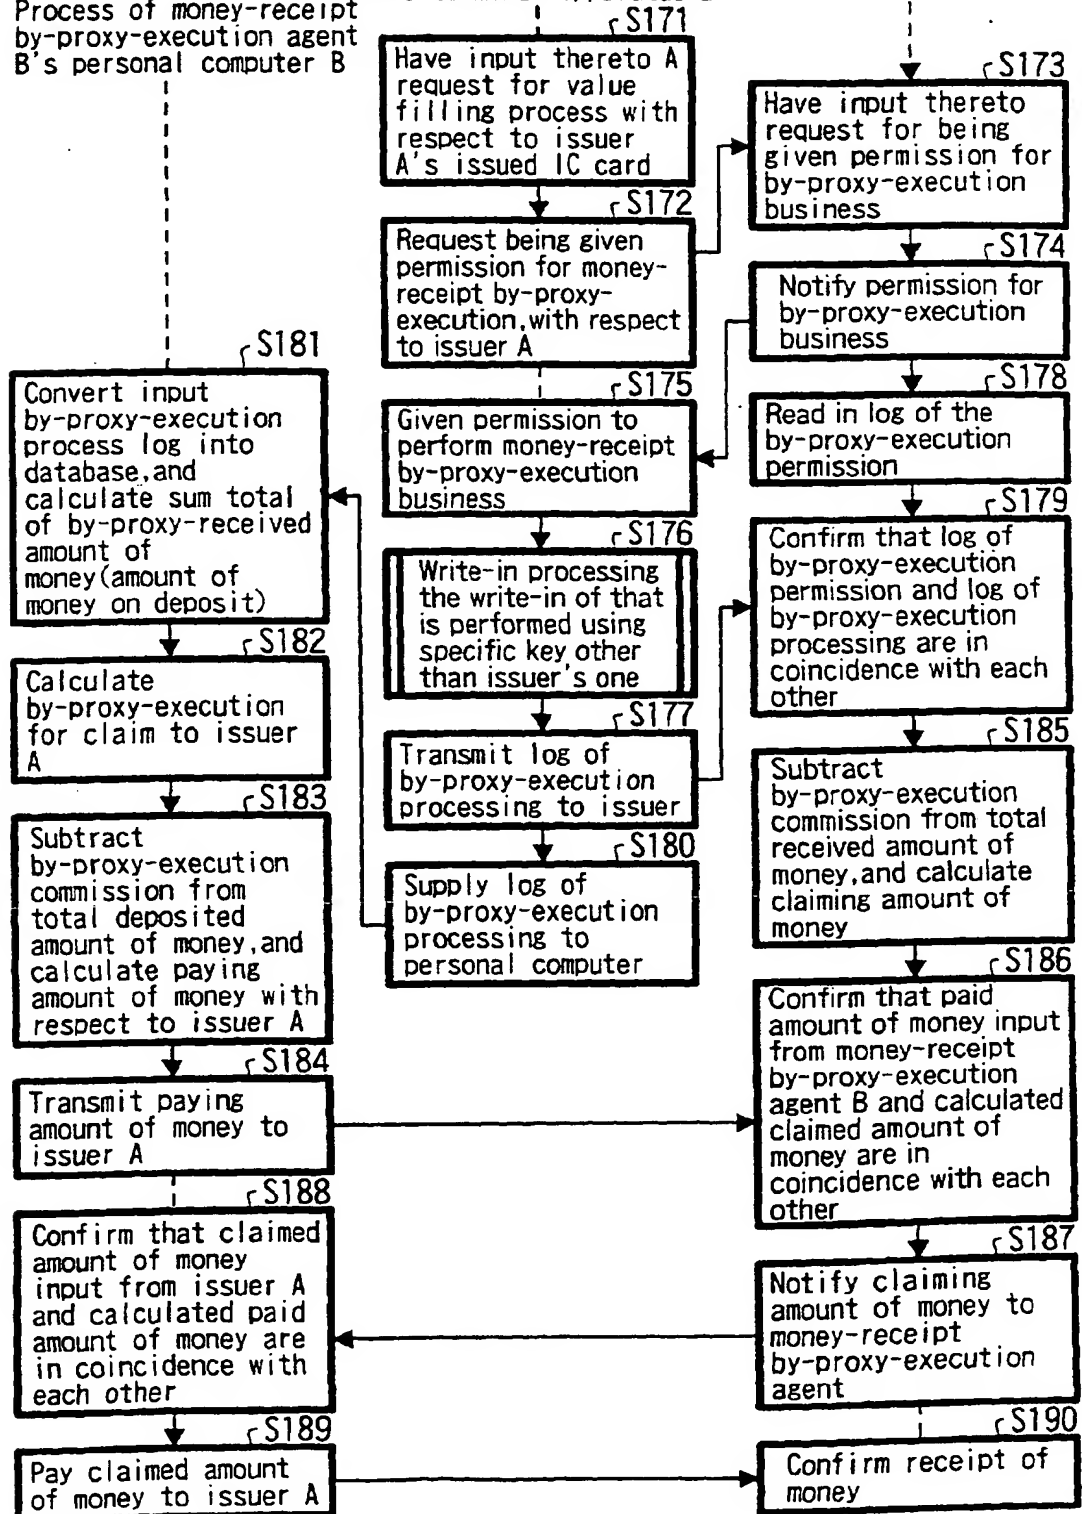 Process of money-receipt
by-proxy-execution agent
B's personal computer B
S171
Have input thereto A
request for value
filling process with
respect to issuer
A's issued IC card
S172
Request being given
permission for money-
receipt by-proxy-
execution,with respect
to issuer A
S173
Have input thereto
request for being
given permission for
by-proxy-execution
business
S174
Notify permission for
by-proxy-execution
business
S175
Given permission to
perform money-receipt
by-proxy-execution
business
S176
Write-in processing
the write-in of that
is performed using
specific key other
than issuer's one
S177
Transmit log of
by-proxy-execution
processing to issuer
S178
Read in log of the
by-proxy-execution
permission
S179
Confirm that log of
by-proxy-execution
permission and log of
by-proxy-execution
processing are in
coincidence with each
other
S180
Supply log of
by-proxy-execution
processing to
personal computer
S181
Convert input
by-proxy-execution
process log into
database,and
calculate sum total
of by-proxy-received
amount of
money(amount of
money on deposit)
S182
Calculate
by-proxy-execution
for claim to issuer
A
S183
Subtract
by-proxy-execution
commission from
total deposited
amount of money,and
calculate paying
amount of money with
respect to issuer A
S184
Transmit paying
amount of money to
issuer A
S185
Subtract
by-proxy-execution
commission from total
received amount of
money,and calculate
claiming amount of
money
S186
Confirm that paid
amount of money input
from money-receipt
by-proxy-execution
agent B and calculated
claimed amount of
money are in
coincidence with each
other
S187
Notify claiming
amount of money to
money-receipt
by-proxy-execution
agent
S188
Confirm that claimed
amount of money
input from issuer A
and calculated paid
amount of money are
in coincidence with
each other
S189
Pay claimed amount
of money to issuer A
S190
Confirm receipt of
money